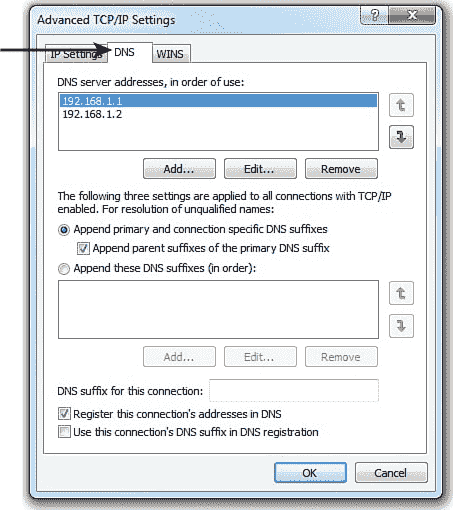 Advanced TCP/IP Settings
IP Settings DNS WINS
DNS server addresses, in order of use:
192.168.1.1
192.168.1.2
Add... Edit... Remove
The following three settings are applied to all connections with TCP/IP
enabled. For resolution of unqualified names:
Append primary and connection specific DNS suffixes
Append parent suffixes of the primary DNS suffix
Append these DNS suffixes (in order):
Add... Edit... Remove
DNS suffix for this connection:
Register this connection's addresses in DNS
Use this connection's DNS suffix in DNS registration
OK Cancel